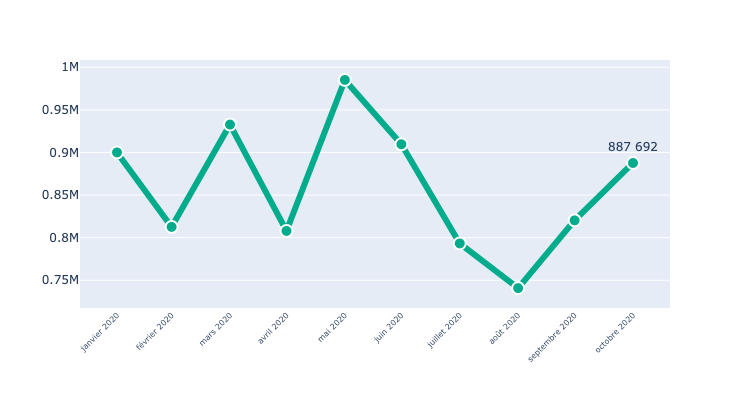 1M
0.95M
0.9M
0.85M
0.8M
0.75M
887 692
janvier 2020
février 2020
mars 2020
avril 2020
mai 2020
juin 2020
juillet 2020
août 2020
septembre 2020
octobre 2020